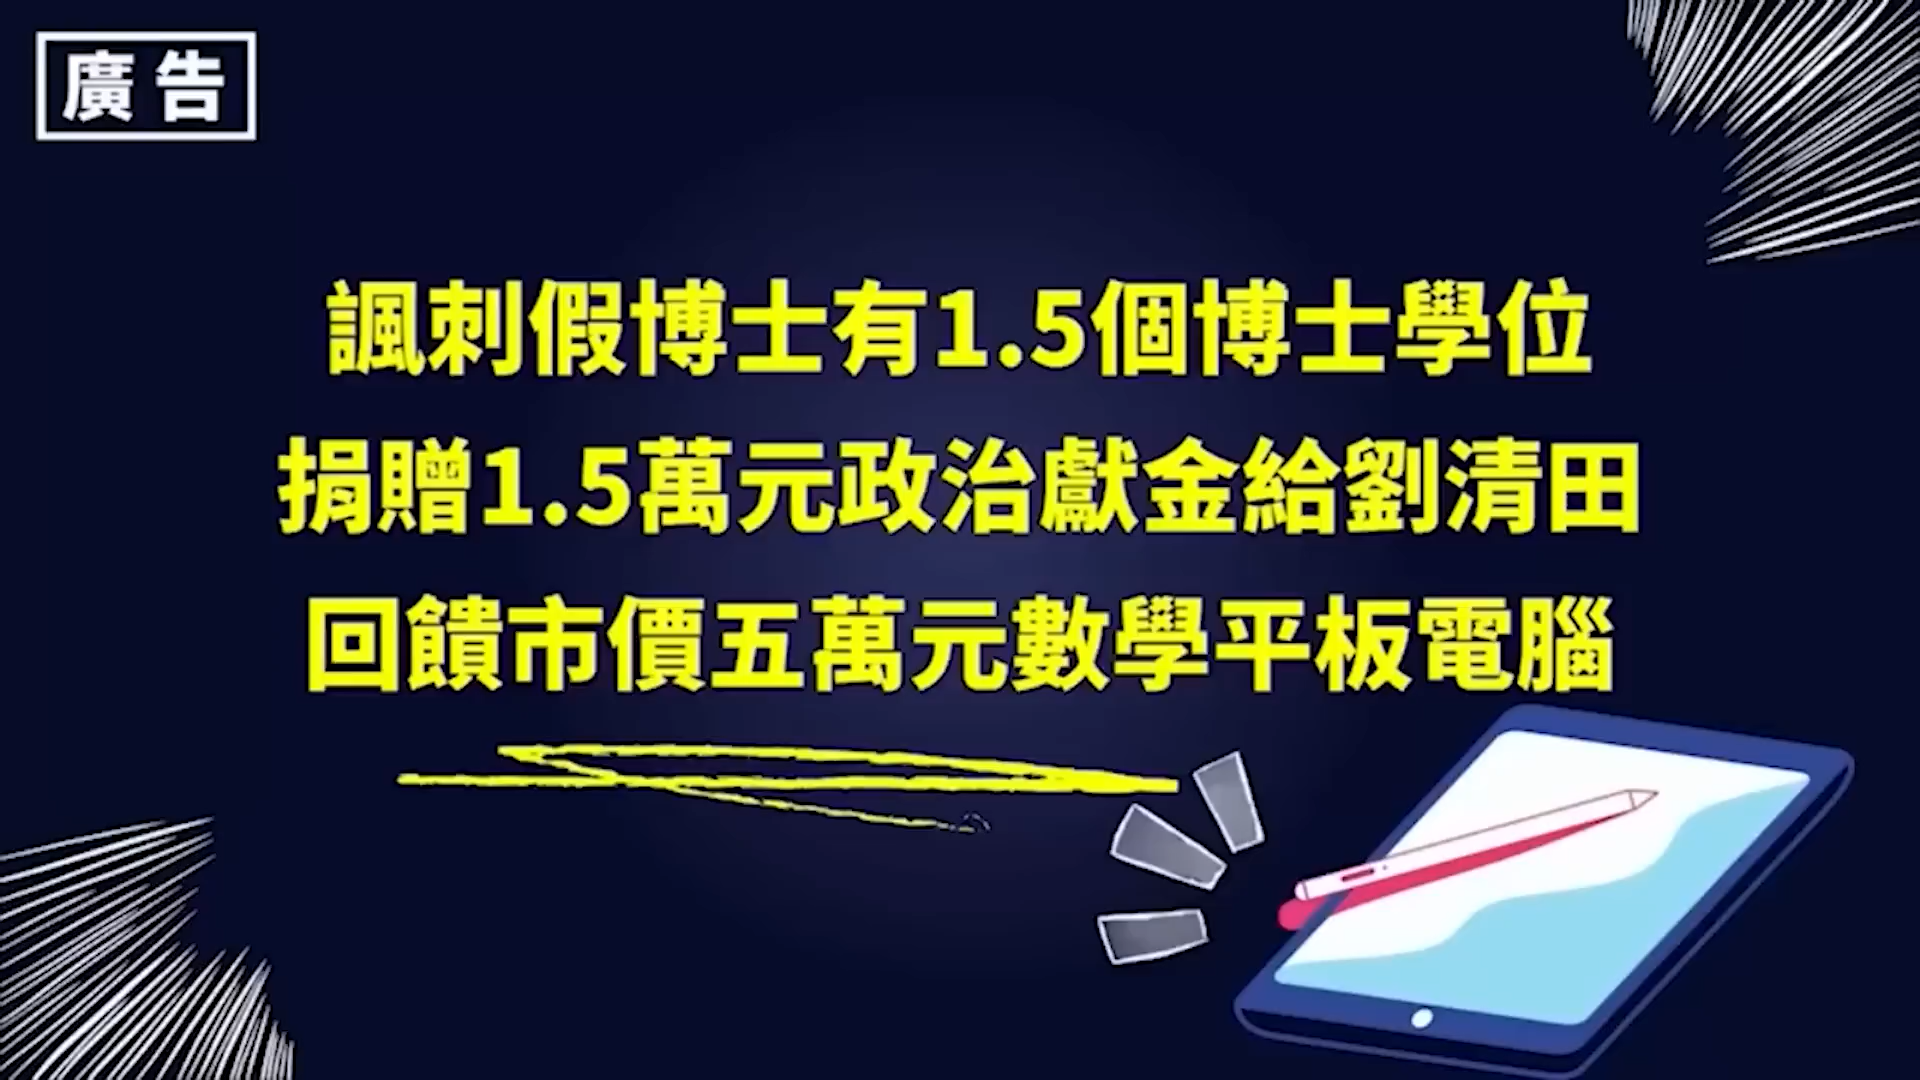 廣告
諷刺假博士有1.5個博士學位
捐贈1.5萬元政治獻金給劉清田
回饋市價五萬元數學平板電腦